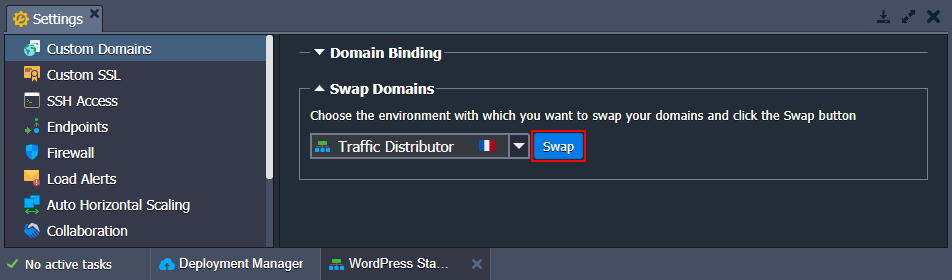 Settings
Custom Domains
Custom SSL
SSH Access
Endpoints
Firewall
Load Alerts
Auto Horizontal Scaling
Collaboration
Domain Binding
Swap Domains
Choose the environment with which you want to swap your domains and click the Swap button
Traffic Distributor Swap
No active tasks Deployment Manager WordPress Sta...